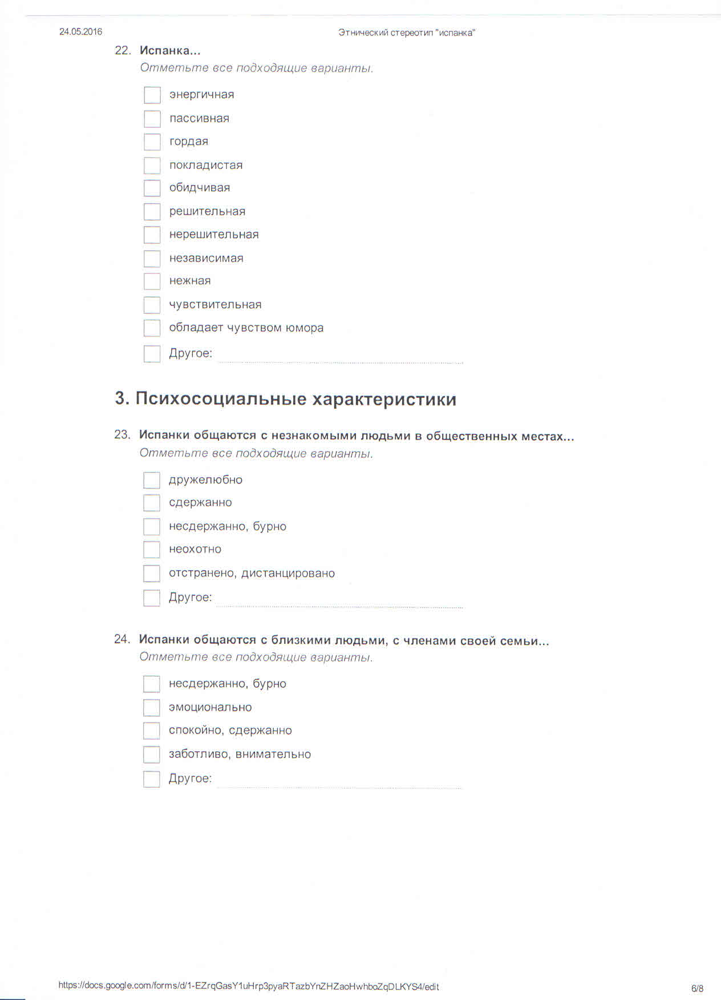 24.05.2016 Этнический стереотип "испанка"
22. Испанка...
Отметьте все подходящие варианты.
энергичная
пассивная
гордая
покладистая
обидчивая
решительная
нерешительная
независимая
нежная
чувствительная
обладает чувством юмора
Другое:
3. Психосоциальные характеристики
23. Испанки общаются с незнакомыми людьми в общественных местах...
Отметьте все подходящие варианты.
дружелюбно
сдержанно
несдержанно, бурно
неохотно
отстранено, дистанцировано
Другое:
24. Испанки общаются с близкими людьми, с членами своей семьи...
Отметьте все подходящие варианты.
несдержанно, бурно
эмоционально
спокойно, сдержанно
заботливо, внимательно
Другое:
https://docs.google.com/forms/d/1-EZrqGasY1uHrp3pyaRTazbYnZHZaoHwhboZqDLKYS4/edit 6/8